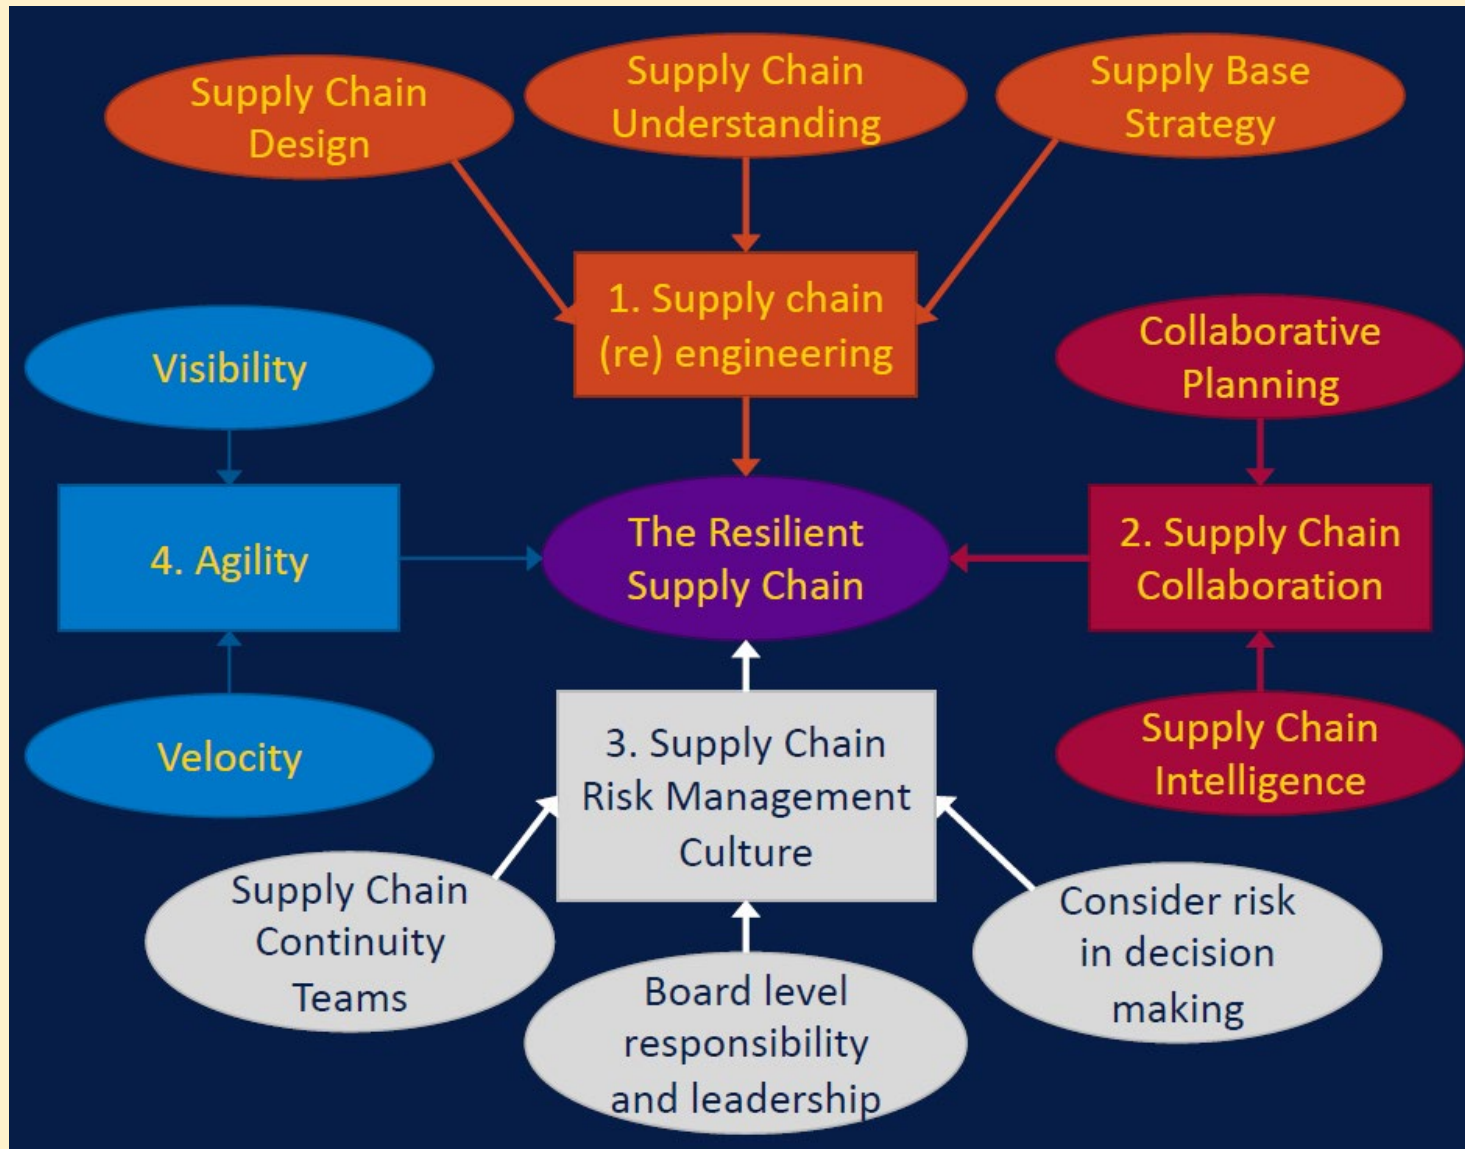 Supply Chain
Design
Supply Chain
Understanding
Supply Base
Strategy
1. Supply chain
(re) engineering
Visibility
Collaborative
Planning
4. Agility
The Resilient
Supply Chain
2. Supply Chain
Collaboration
Velocity
3. Supply Chain
Risk Management
Culture
Supply Chain
Intelligence
Supply Chain
Continuity
Teams
Board level
responsibility
and leadership
Consider risk
in decision
making